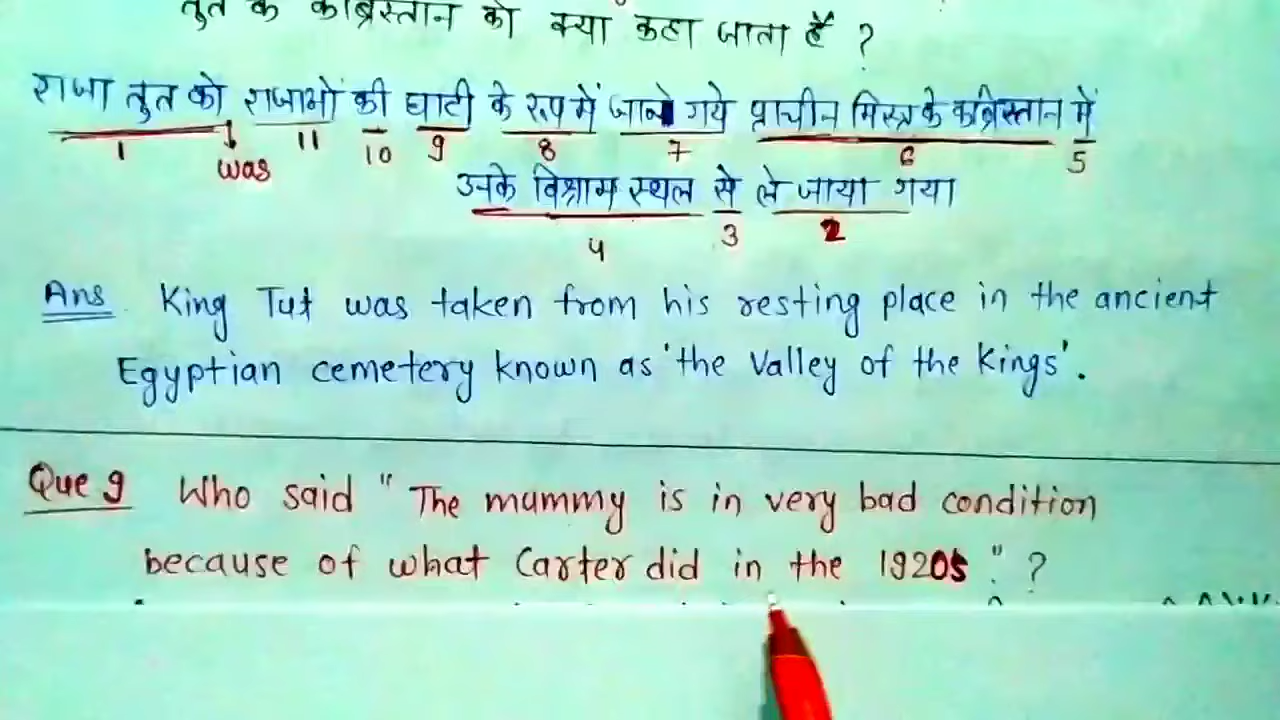 तुत के कब्रिस्तान को क्या कहा जाता है ?
राजा तुत को राजाओं की घाटी के रूप में जाने गये प्राचीन मिस्त्र के कब्रिस्तान में
1 was 11 10 9 8 7 6 5
उनके विश्राम स्थल से ले जाया गया
4 3 2
Ans King Tut was taken from his resting place in the ancient
Egyptian cemetery known as 'the Valley of the Kings'.
Que 9 Who said "The mummy is in very bad condition
because of what Carter did in the 1920s." ?